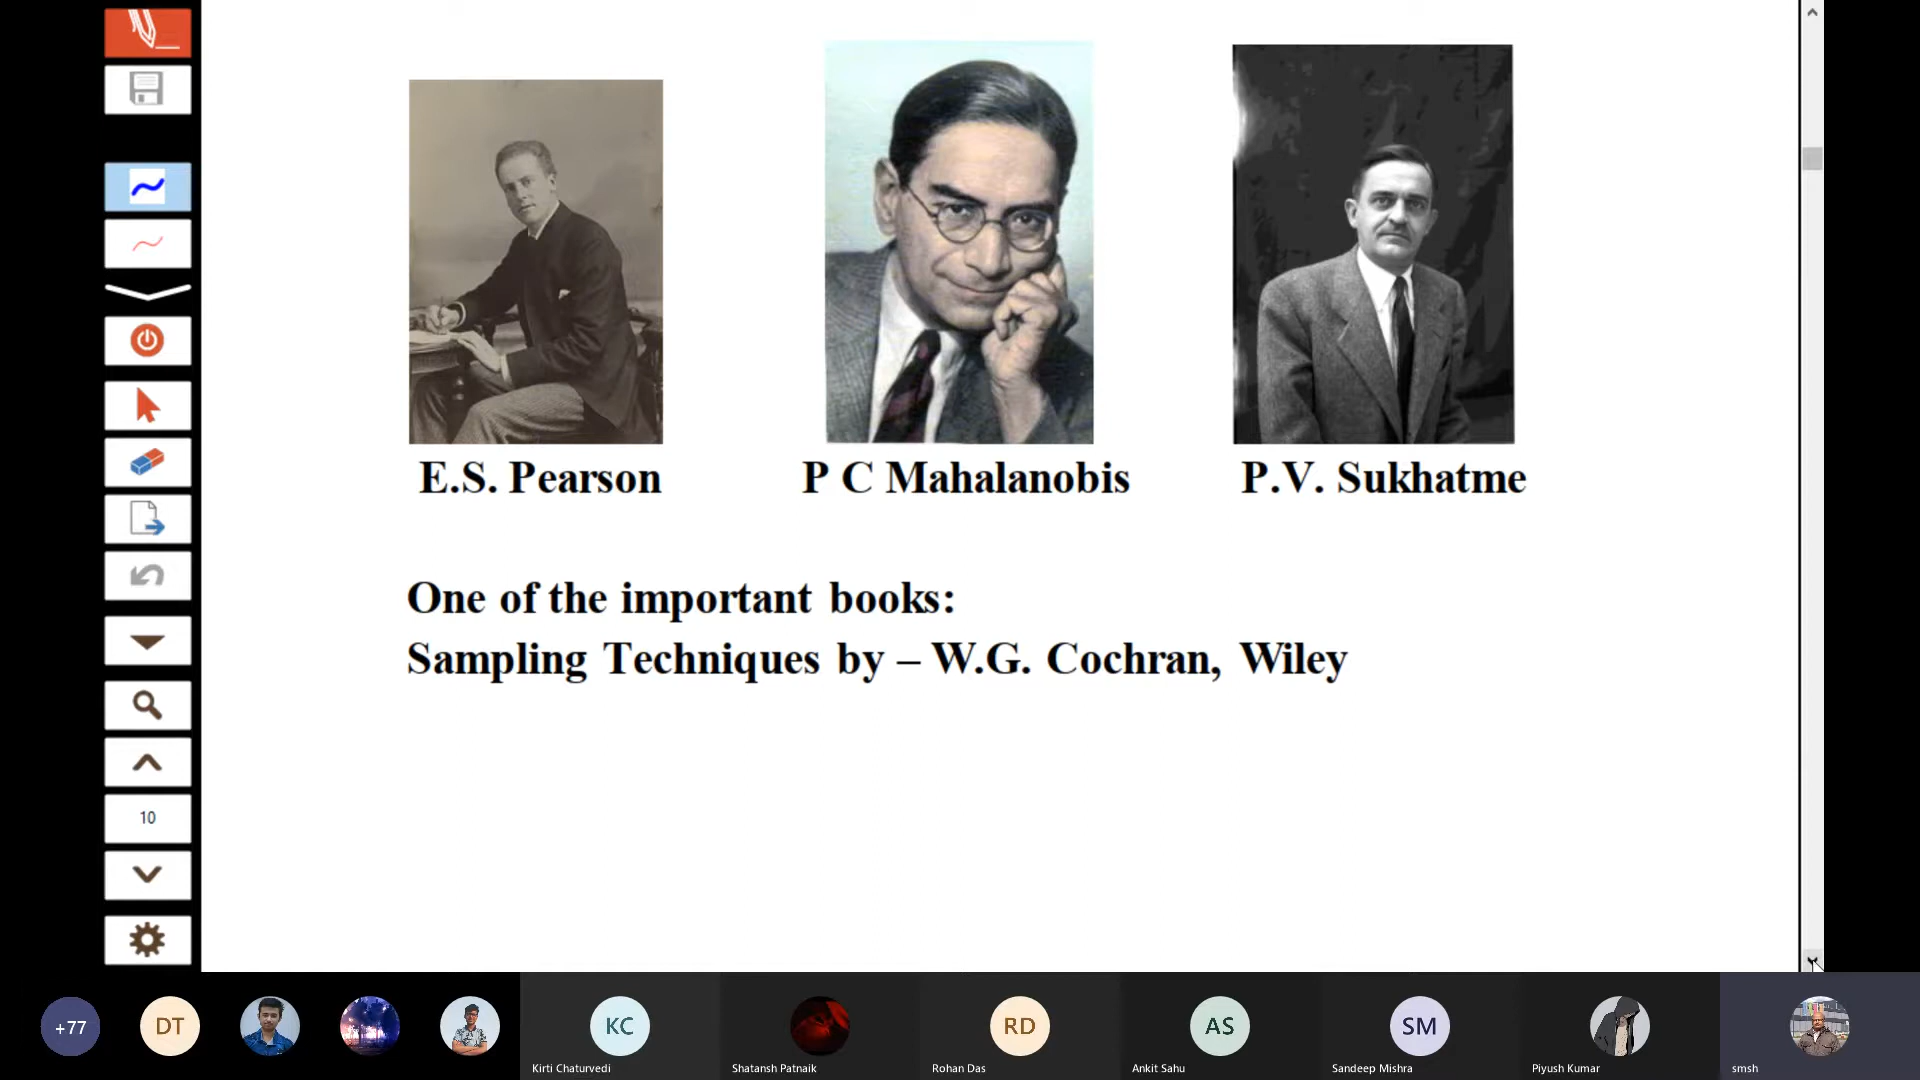 E.S. Pearson
P C Mahalanobis
P.V. Sukhatme
One of the important books:
Sampling Techniques by – W.G. Cochran, Wiley
10
+77
DT
KC
RD
AS
SM
Kirti Chaturvedi
Shatansh Patnaik
Rohan Das
Ankit Sahu
Sandeep Mishra
Piyush Kumar
smsh